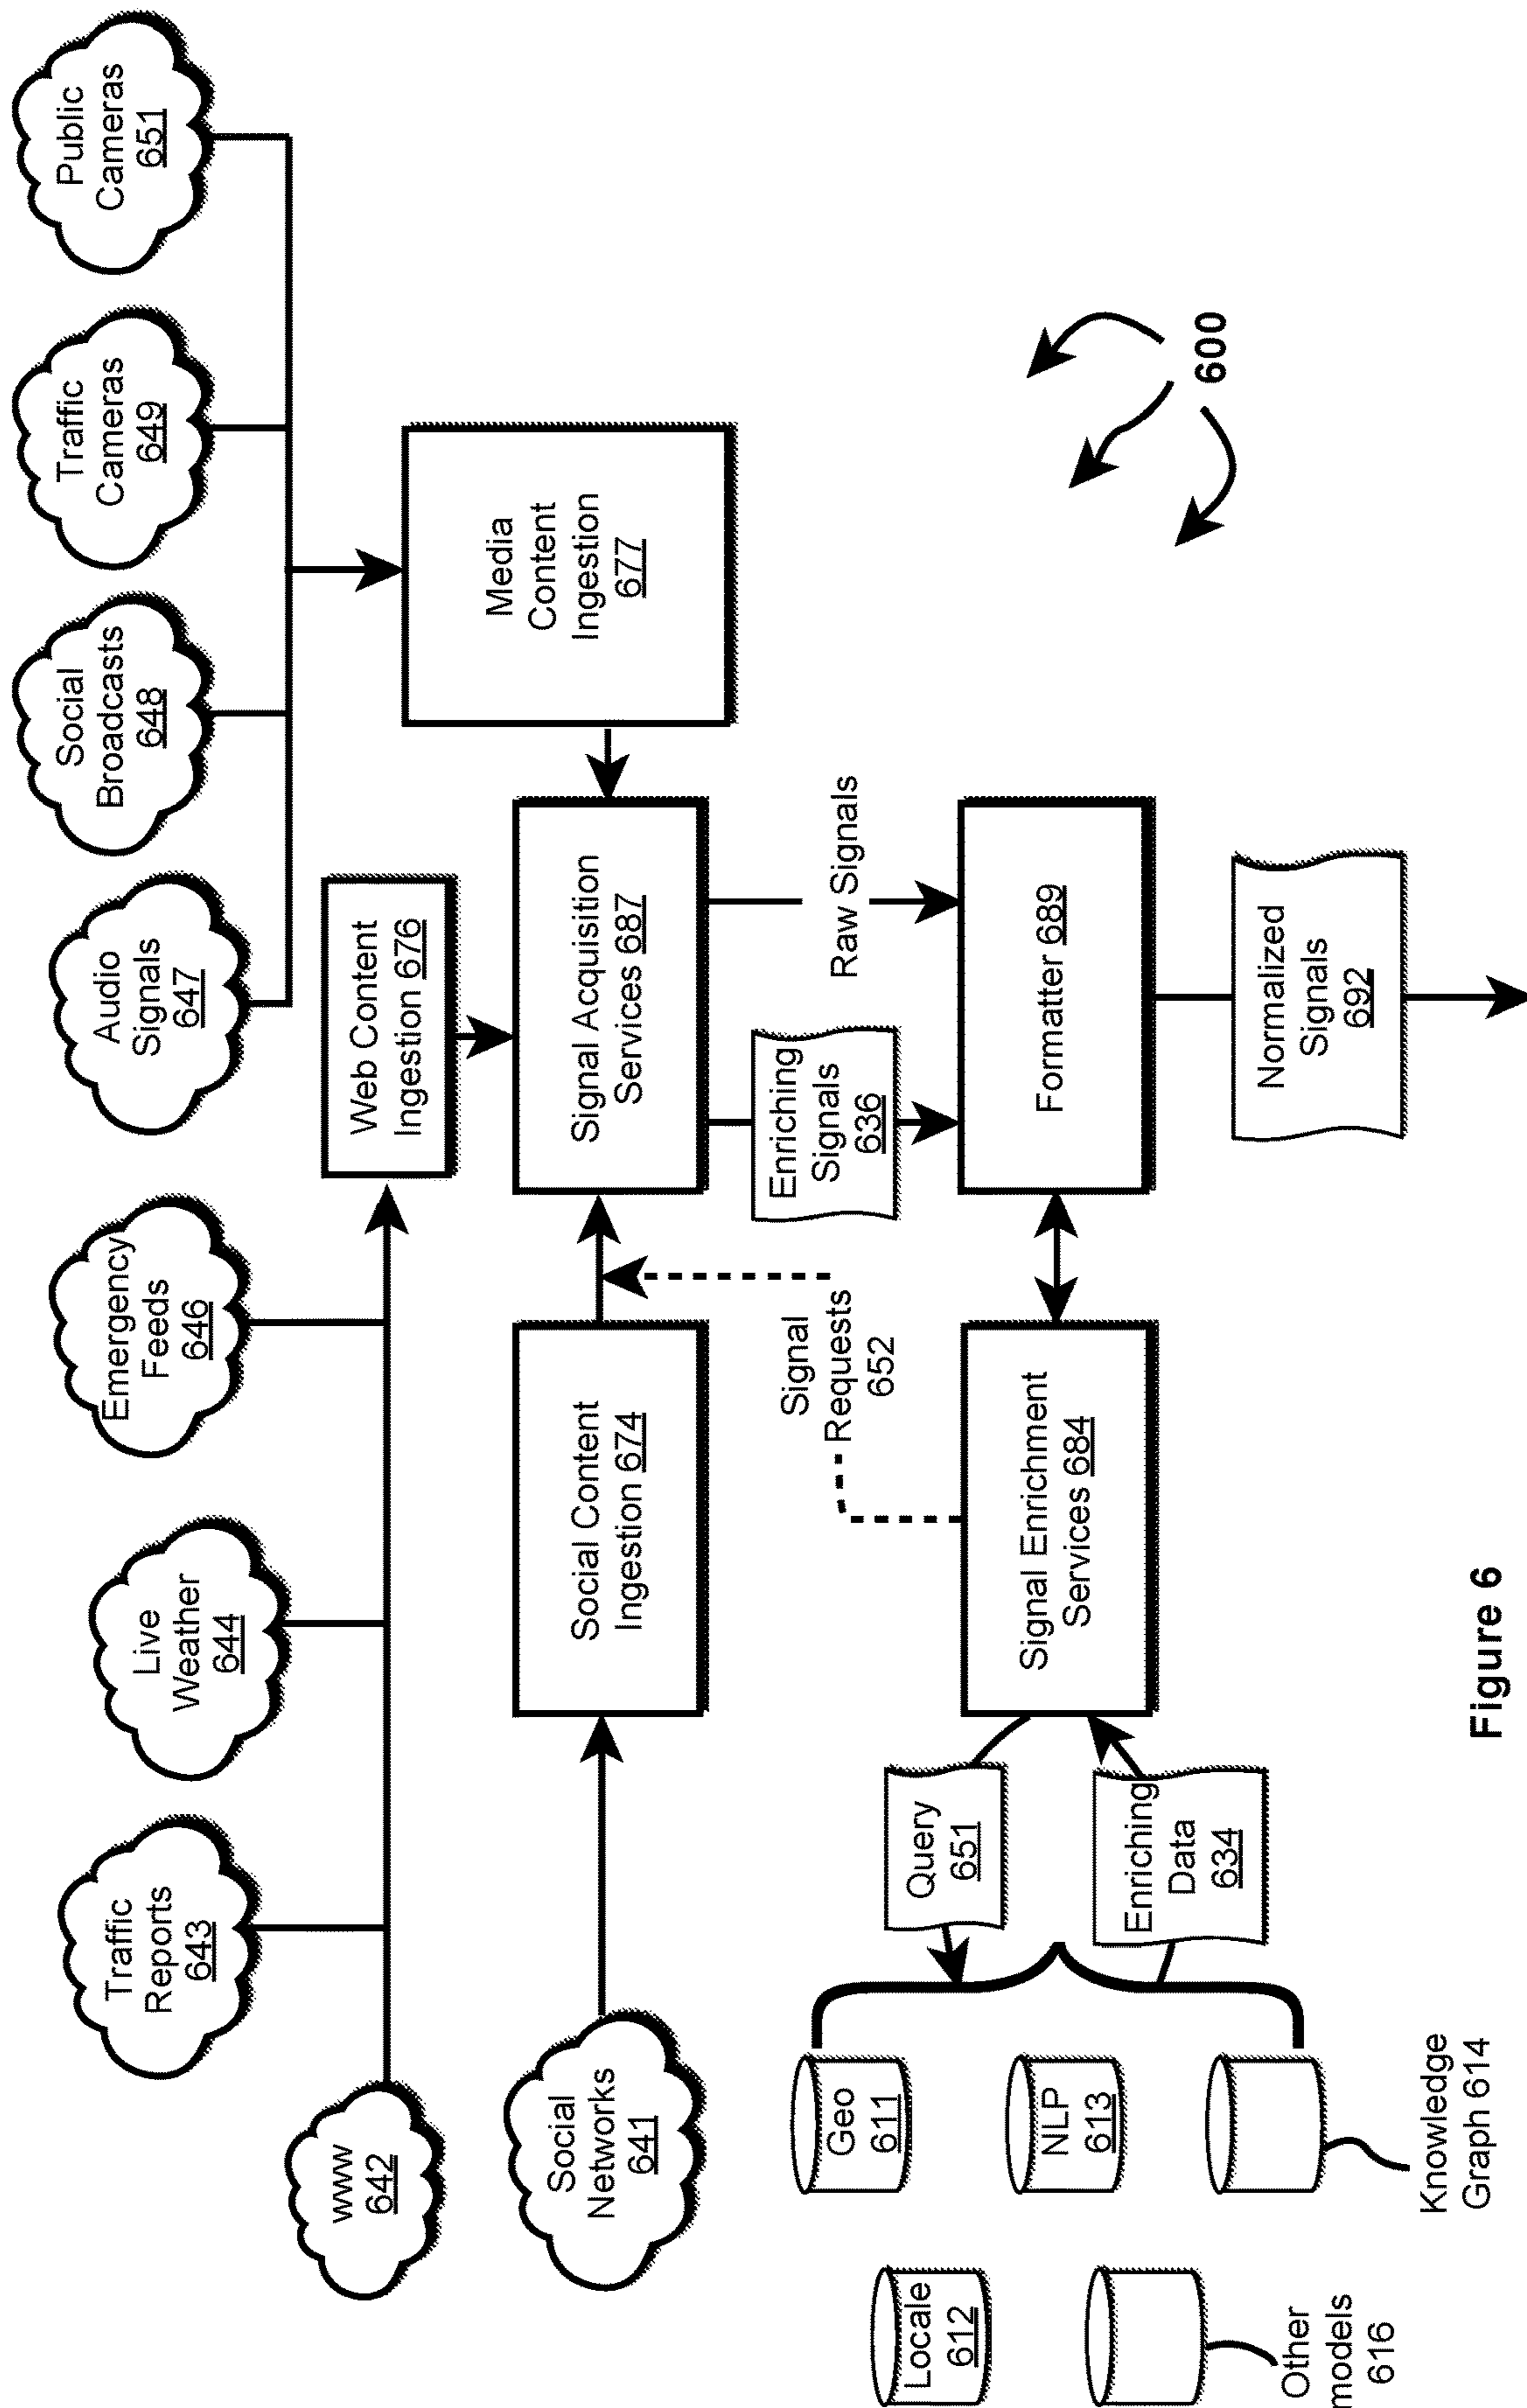 Traffic
Reports
643
Live
Weather
644
Emergency
Feeds
646
Audio
Signals
647
Social
Broadcasts
648
Traffic
Cameras
649
Public
Cameras
651
www
642
Web Content
Ingestion 676
Social
Networks
641
Social Content
Ingestion 674
Signal Acquisition
Services 687
Media
Content
Ingestion
677
Signal
Requests
652
Enriching
Signals
636
Raw Signals
Geo
611
Locale
612
NLP
613
Knowledge
Graph 614
Other
models
616
Query
651
Enriching
Data
634
Signal Enrichment
Services 684
Formatter 689
Normalized
Signals
692
600
Figure 6